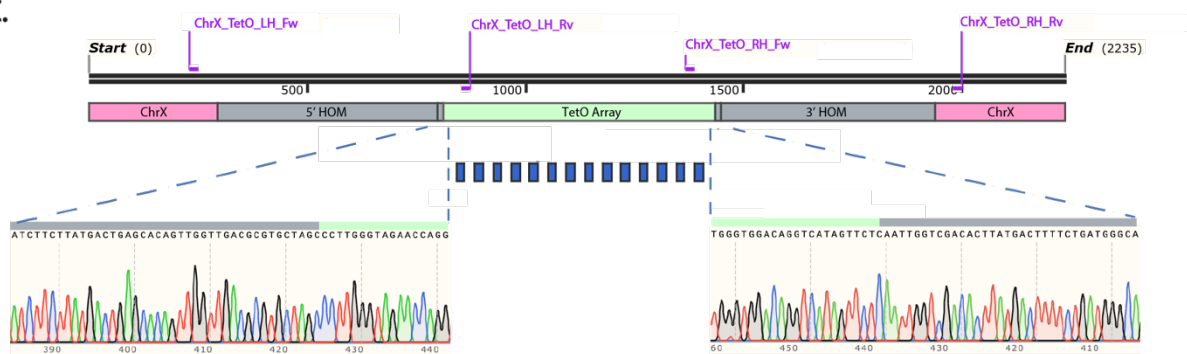 ChrX_TetO_LH_Fw
ChrX_TetO_LH_Rv
ChrX_TetO_RH_Rv
ChrX_TetO_RH_Fw
Start (0)
End (2235)
500
1000
1500
2000
ChrX
5' HOM
TetO Array
3' HOM
ChrX
ATCTTCTTATGACTGAGCACAGTTGGTTGACGCGTGCTAGCCCTTGGGTAGAACCAGG
TGGGTGGACAGGTCATAGTTCTCAATTGGTCGACACTTATGACTTTTCTGATGGGCA
390
400
410
420
430
440
60
450
440
430
420
410